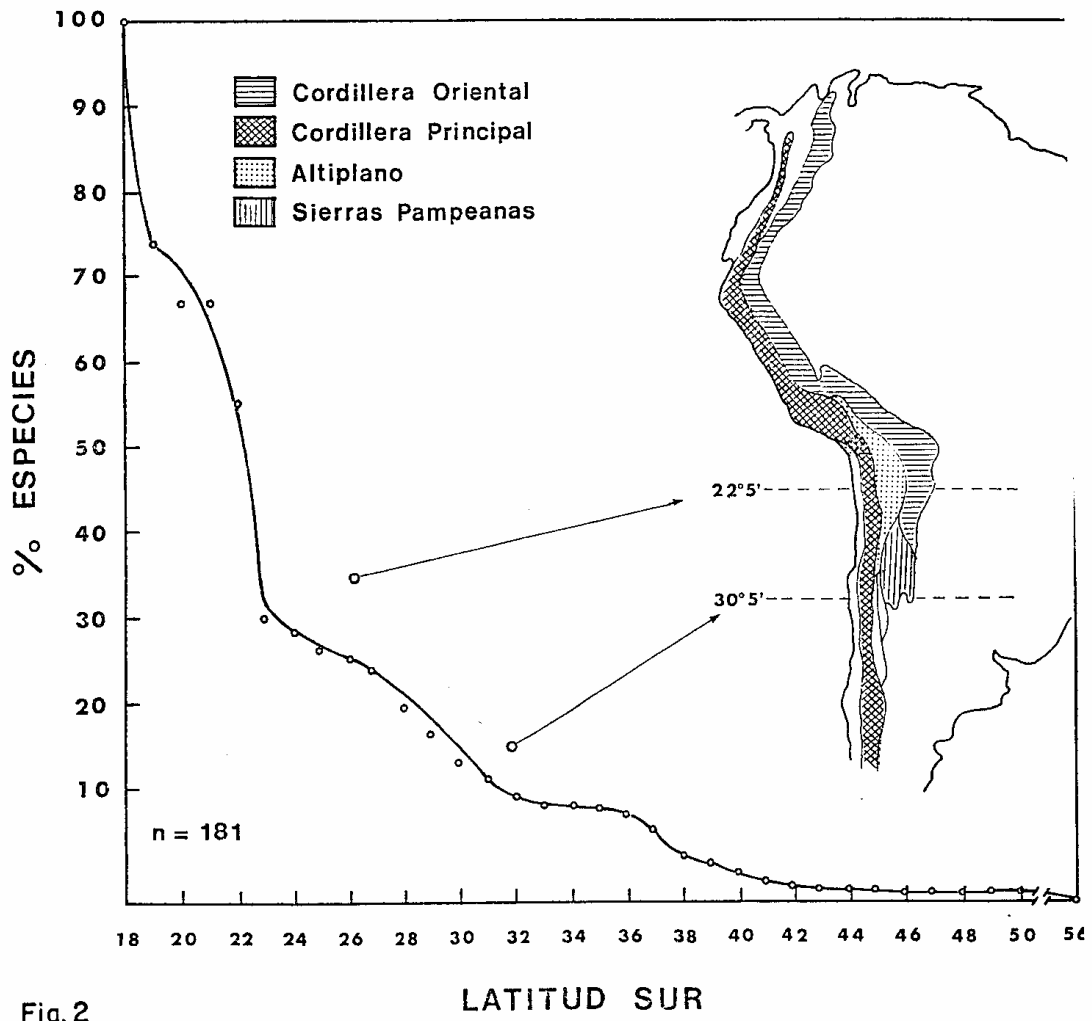 100
90
80
70
60
50
40
30
20
10
% ESPECIES
Cordillera Oriental
Cordillera Principal
Altiplano
Sierras Pampeanas
22°5'
30°5'
n = 181
18 20 22 24 26 28 30 32 34 36 38 40 42 44 46 48 50 56
LATITUD SUR
Fig. 2